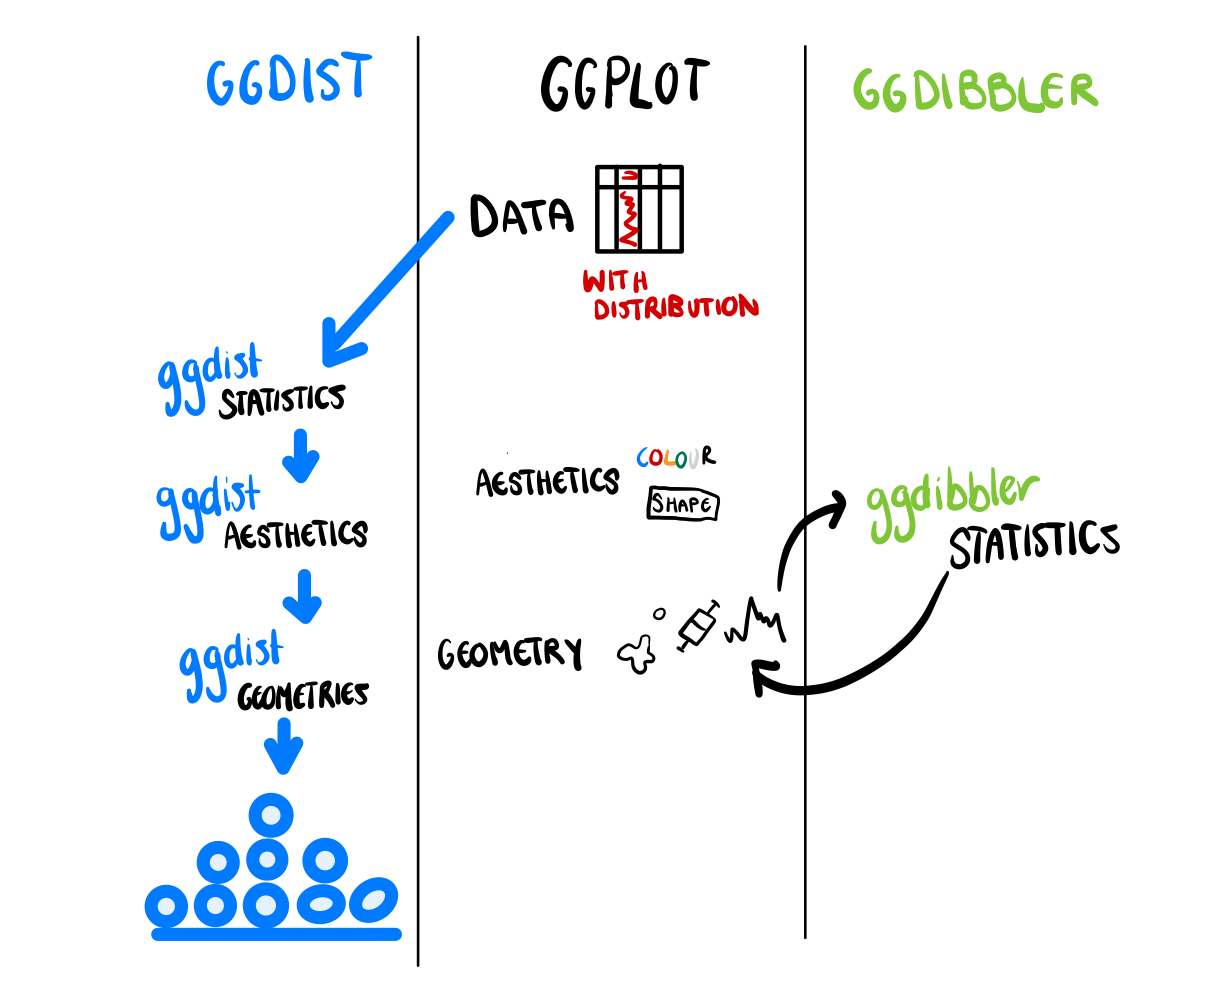 GGDIST
GGPLOT
GGDIBBLER
DATA
WITH
DISTRIBUTION
ggdist
STATISTICS
ggdist
AESTHETICS
ggdist
GEOMETRIES
AESTHETICS
COLOUR
SHAPE
GEOMETRY
ggdibbler
STATISTICS